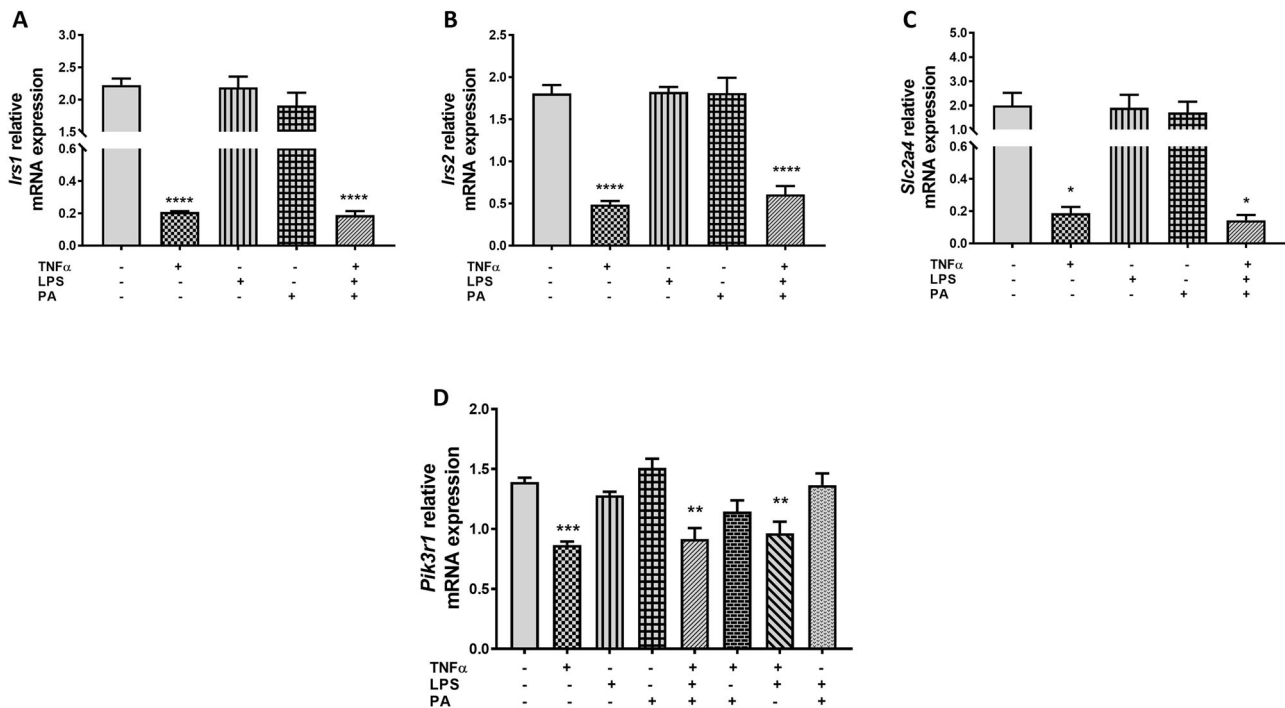 A
Irs1 relative
mRNA expression
2.5
2.0
1.5
0.6
0.4
0.2
0.0
**** ****
TNFα - + - - +
LPS - - + - +
PA - - - + +
B
Irs2 relative
mRNA expression
2.5
2.0
1.5
1.0
0.5
0.0
**** ****
TNFα - + - - +
LPS - - + - +
PA - - - + +
C
Slc2a4 relative
mRNA expression
5.0
4.0
3.0
2.0
1.0
0.6
0.4
0.2
0.0
* *
TNFα - + - - +
LPS - - + - +
PA - - - + +
D
Pik3r1 relative
mRNA expression
1.5
1.0
0.5
0.0
*** ** **
TNFα - + - - + + + -
LPS - - + - + - + +
PA - - - + + + - +